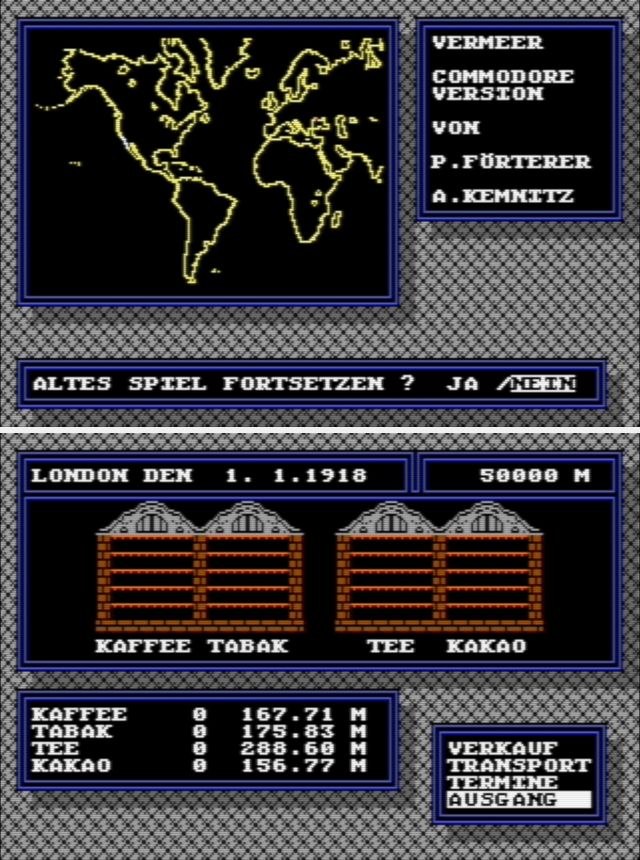 VERMEER
COMMODORE
VERSION
VON
P.FÖRTERER
A.KEMNITZ
ALTES SPIEL FORTSETZEN ? JA /NEIN
LONDON DEN 1. 1.1918
50000 M
KAFFEE TABAK TEE KAKAO
KAFFEE 0 167.71 M
TABAK 0 175.83 M
TEE 0 288.60 M
KAKAO 0 156.77 M
VERKAUF
TRANSPORT
TERMINE
AUSGANG